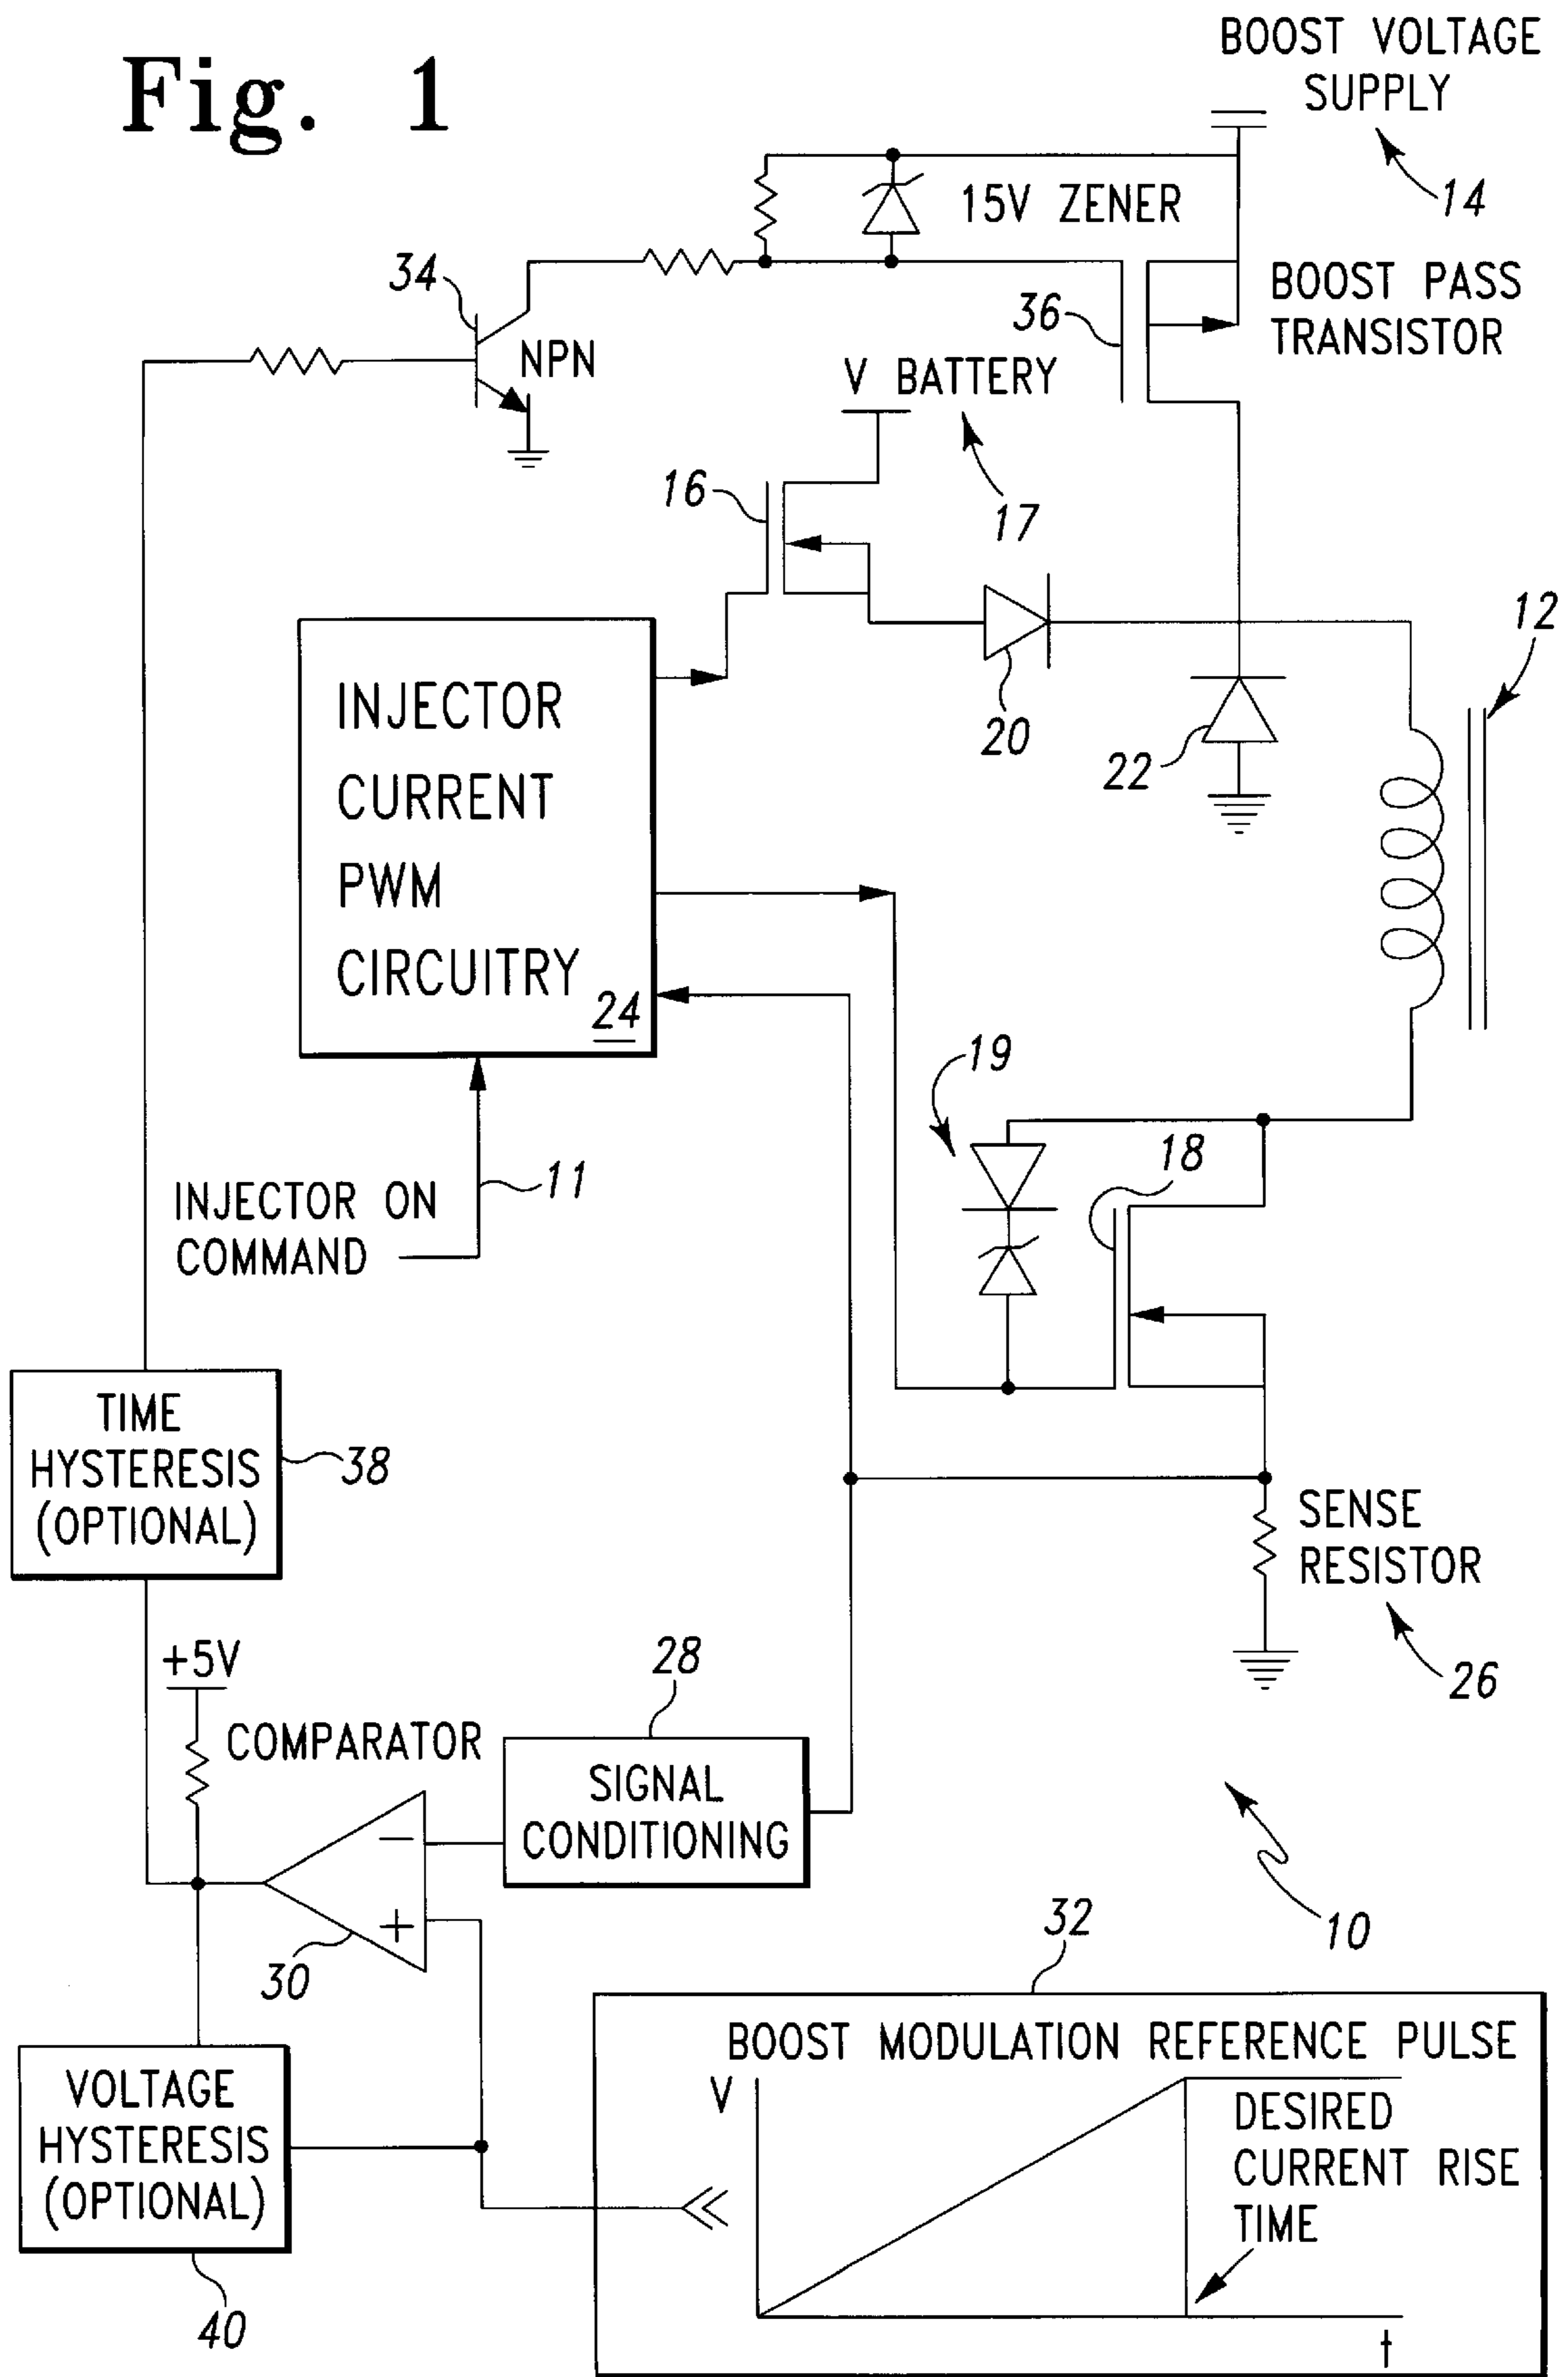 Fig. 1
BOOST VOLTAGE
SUPPLY
14
15V ZENER
34
NPN
36
BOOST PASS
TRANSISTOR
V BATTERY
17
16
12
20
22
INJECTOR
CURRENT
PWM
CIRCUITRY
24
19
18
INJECTOR ON
COMMAND
11
TIME
HYSTERESIS
(OPTIONAL)
38
SENSE
RESISTOR
26
+5V
COMPARATOR
28
SIGNAL
CONDITIONING
−
+
30
10
32
BOOST MODULATION REFERENCE PULSE
V
DESIRED
CURRENT RISE
TIME
t
VOLTAGE
HYSTERESIS
(OPTIONAL)
40